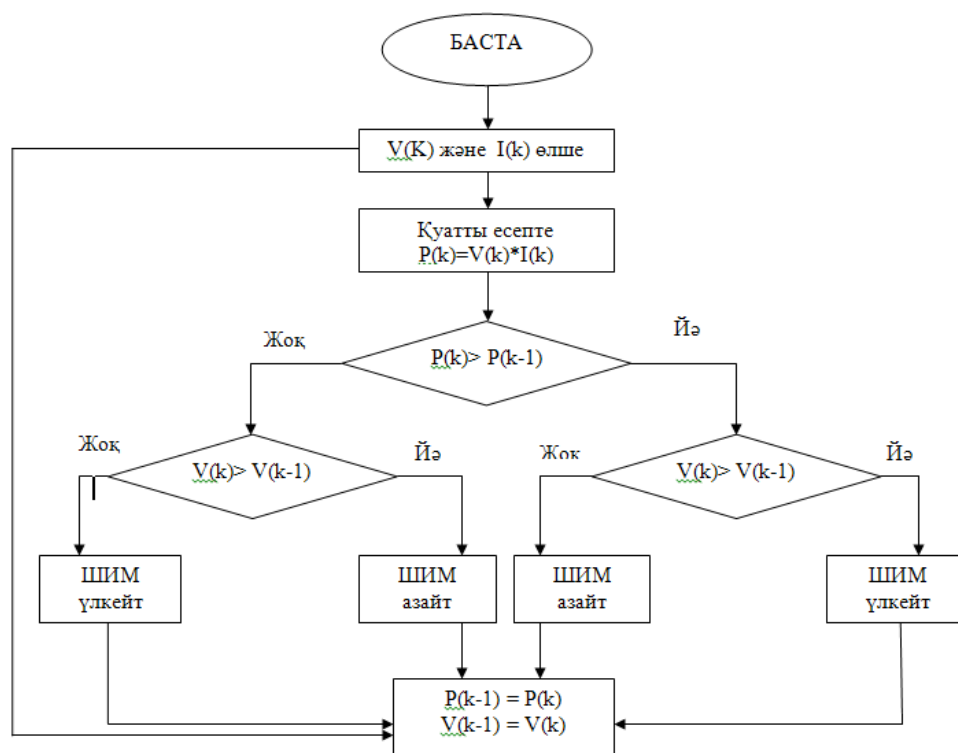 БАСТА
V(K) және I(k) өлше
Қуатты есепте
P(k)=V(k)*I(k)
Жоқ
Йә
P(k)> P(k-1)
Жоқ
Йә
Жоқ
Йә
V(k)> V(k-1)
V(k)> V(k-1)
ШИМ
үлкейт
ШИМ
азайт
ШИМ
азайт
ШИМ
үлкейт
P(k-1) = P(k)
V(k-1) = V(k)